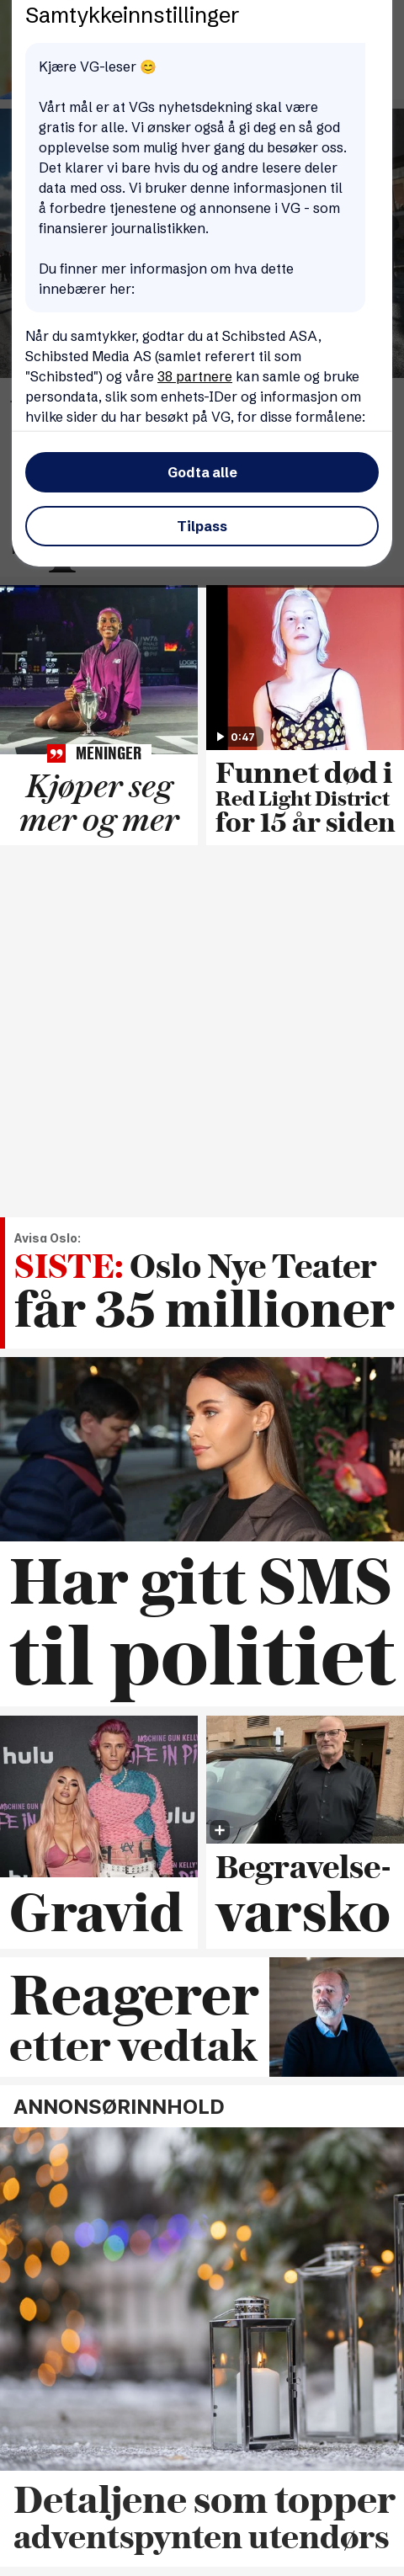 Samtykkeinnstillinger
Kjære VG-leser 😊
Vårt mål er at VGs nyhetsdekning skal være
gratis for alle. Vi ønsker også å gi deg en så god
opplevelse som mulig hver gang du besøker oss.
Det klarer vi bare hvis du og andre lesere deler
data med oss. Vi bruker denne informasjonen til
å forbedre tjenestene og annonsene i VG - som
finansierer journalistikken.
Du finner mer informasjon om hva dette
innebærer her:
Når du samtykker, godtar du at Schibsted ASA,
Schibsted Media AS (samlet referert til som
"Schibsted") og våre 38 partnere kan samle og bruke
persondata, slik som enhets-IDer og informasjon om
hvilke sider du har besøkt på VG, for disse formålene:
Godta alle
Tilpass
MENINGER
Kjøper seg
mer og mer
0:47
Funnet død i
Red Light District
for 15 år siden
Avisa Oslo:
SISTE: Oslo Nye Teater
får 35 millioner
Har gitt SMS
til politiet
hulu
MACHINE GUN KELLY
Gravid
Begravelse-
varsko
Reagerer
etter vedtak
ANNONSØRINNHOLD
Detaljene som topper
adventspynten utendørs